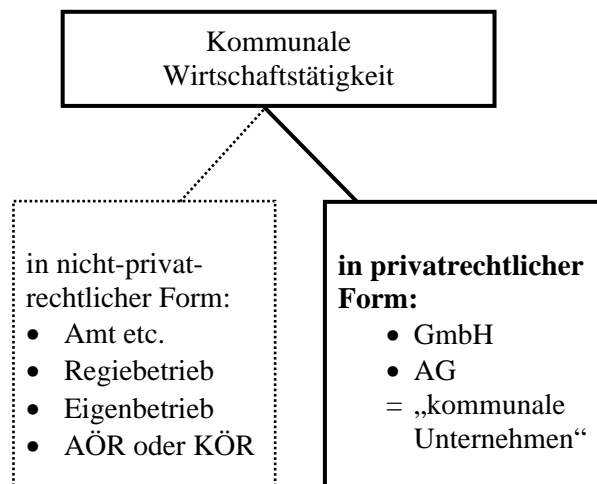 Kommunale
Wirtschaftstätigkeit
in nicht-privat-
rechtlicher Form:
• Amt etc.
• Regiebetrieb
• Eigenbetrieb
• AÖR oder KÖR
in privatrechtlicher
Form:
• GmbH
• AG
= „kommunale
Unternehmen“